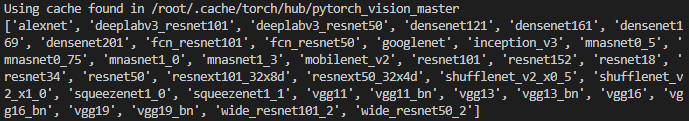 Using cache found in /root/.cache/torch/hub/pytorch_vision_master
['alexnet', 'deeplabv3_resnet101', 'deeplabv3_resnet50', 'densenet121', 'densenet161', 'densenet1
69', 'densenet201', 'fcn_resnet101', 'fcn_resnet50', 'googlenet', 'inception_v3', 'mnasnet0_5', '
mnasnet0_75', 'mnasnet1_0', 'mnasnet1_3', 'mobilenet_v2', 'resnet101', 'resnet152', 'resnet18', '
resnet34', 'resnet50', 'resnext101_32x8d', 'resnext50_32x4d', 'shufflenet_v2_x0_5', 'shufflenet_v
2_x1_0', 'squeezenet1_0', 'squeezenet1_1', 'vgg11', 'vgg11_bn', 'vgg13', 'vgg13_bn', 'vgg16', 'vg
g16_bn', 'vgg19', 'vgg19_bn', 'wide_resnet101_2', 'wide_resnet50_2']